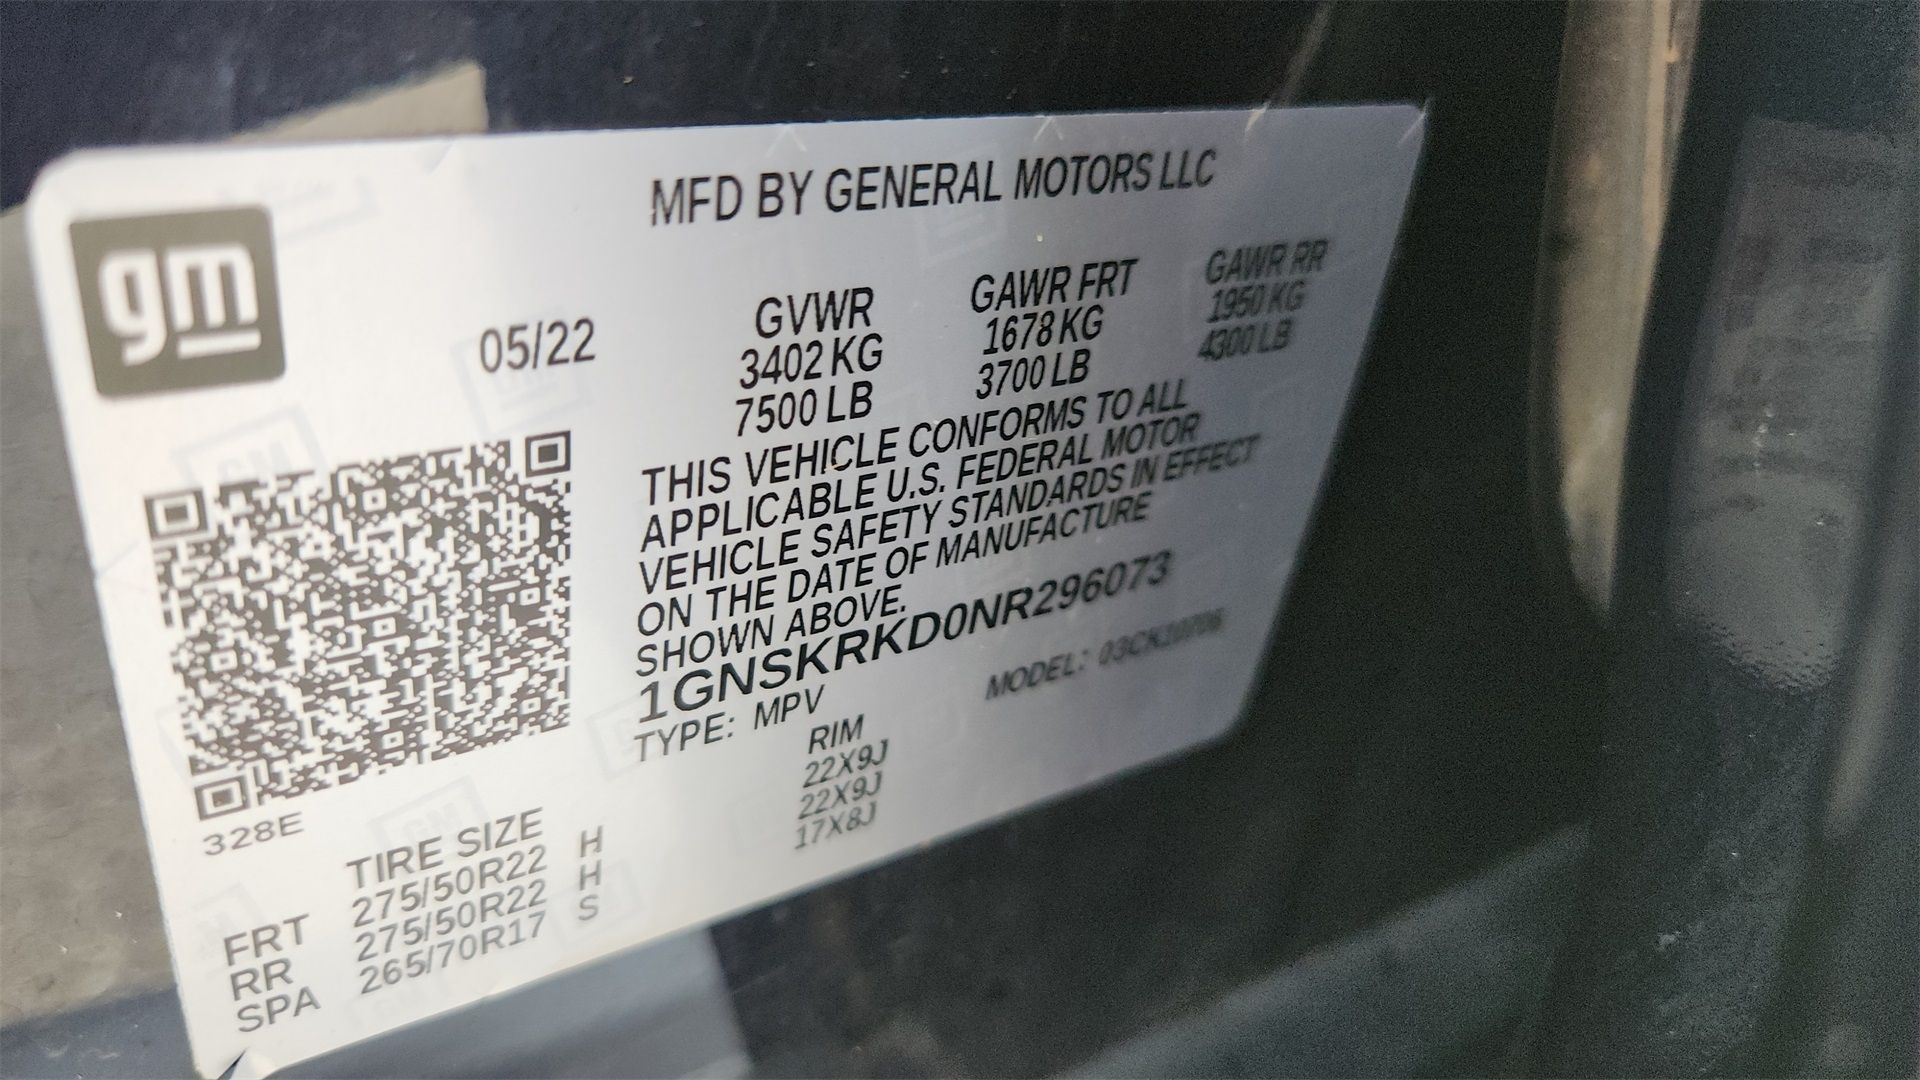 MFD BY GENERAL MOTORS LLC
gm
05/22
GVWR GAWR FRT GAWR RR
3402 KG 1678 KG 1950 KG
7500 LB 3700 LB 4300 LB
THIS VEHICLE CONFORMS TO ALL
APPLICABLE U.S. FEDERAL MOTOR
VEHICLE SAFETY STANDARDS IN EFFECT
ON THE DATE OF MANUFACTURE
SHOWN ABOVE.
1GNSKRKD0NR296073
TYPE: MPV MODEL:
328E
TIRE SIZE RIM
FRT 275/50R22 H 22X9J
RR 275/50R22 H 22X9J
SPA 265/70R17 S 17X8J